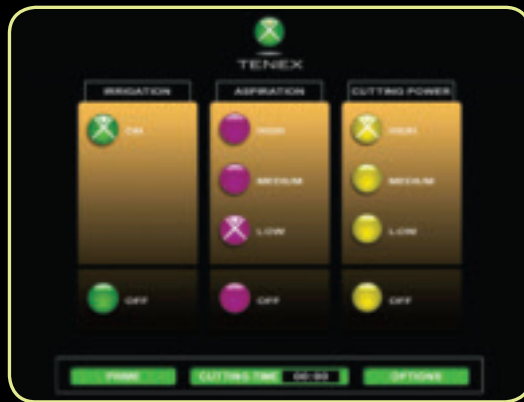 TENEX
IRRIGATION ASPIRATION CUTTING POWER
ON HIGH HIGH
MEDIUM MEDIUM
LOW LOW
OFF OFF OFF
PRIME CUTTING TIME 00:00 OPTIONS